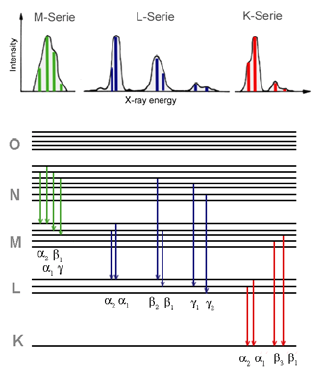 M-Serie L-Serie K-Serie
Intensity
X-ray energy
O
N
M
α₂ β₁
α₁ γ
α₂ α₁ β₂ β₁ γ₁ γ₂
L
K
α₂ α₁ β₃ β₁